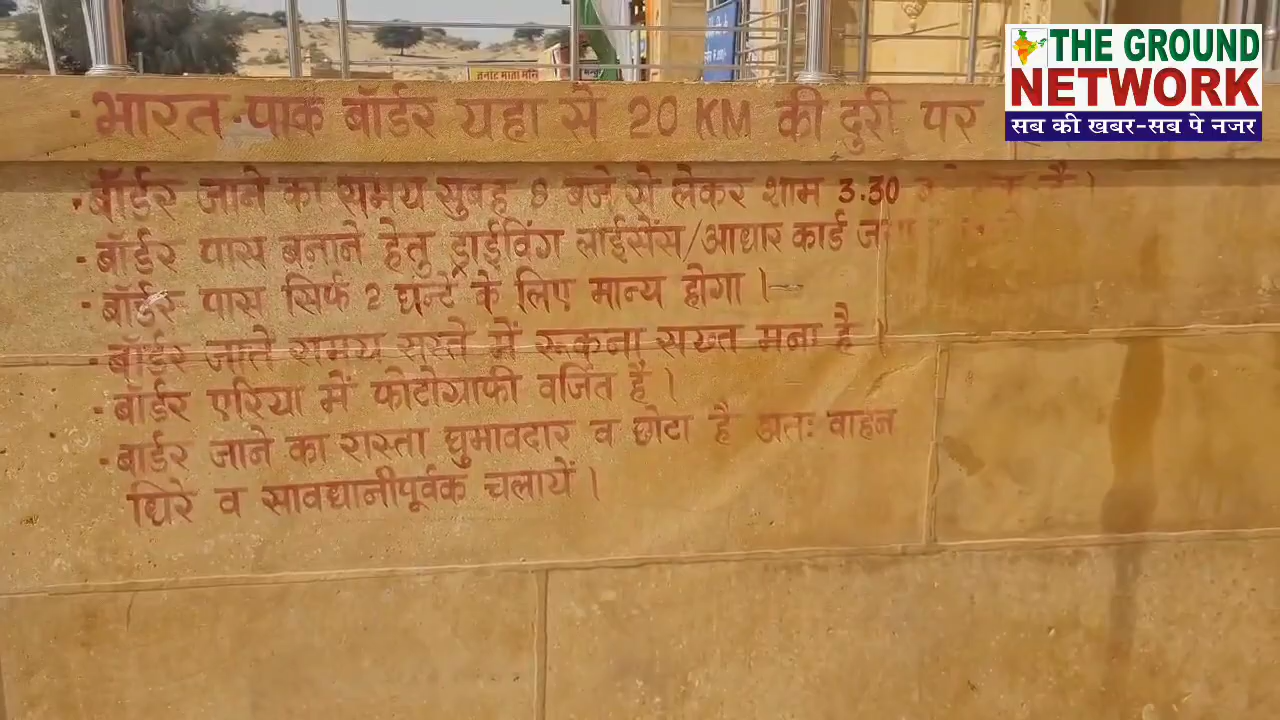 THE GROUND
NETWORK
सब की खबर-सब पे नजर
तनोट माता
· भारत-पाक बॉर्डर यहा से 20 KM की दुरी पर
· बॉर्डर जाने का समय सुबह 8 बजे से लेकर शाम 3.30
· बॉर्डर पास बनाने हेतु ड्राईविंग लाईसेंस/आधार कार्ड
· बॉर्डर पास सिर्फ 2 घन्टे के लिए मान्य होगा ।
· बॉर्डर जाते समय रास्ते में रूकना सख्त मना है ।
· बॉर्डर एरिया में फोटोग्राफी वर्जित हैं ।
· बार्डर जाने का रास्ता घुमावदार व छोटा है अतः वाहन
धिरे व सावधानीपूर्वक चलायें ।